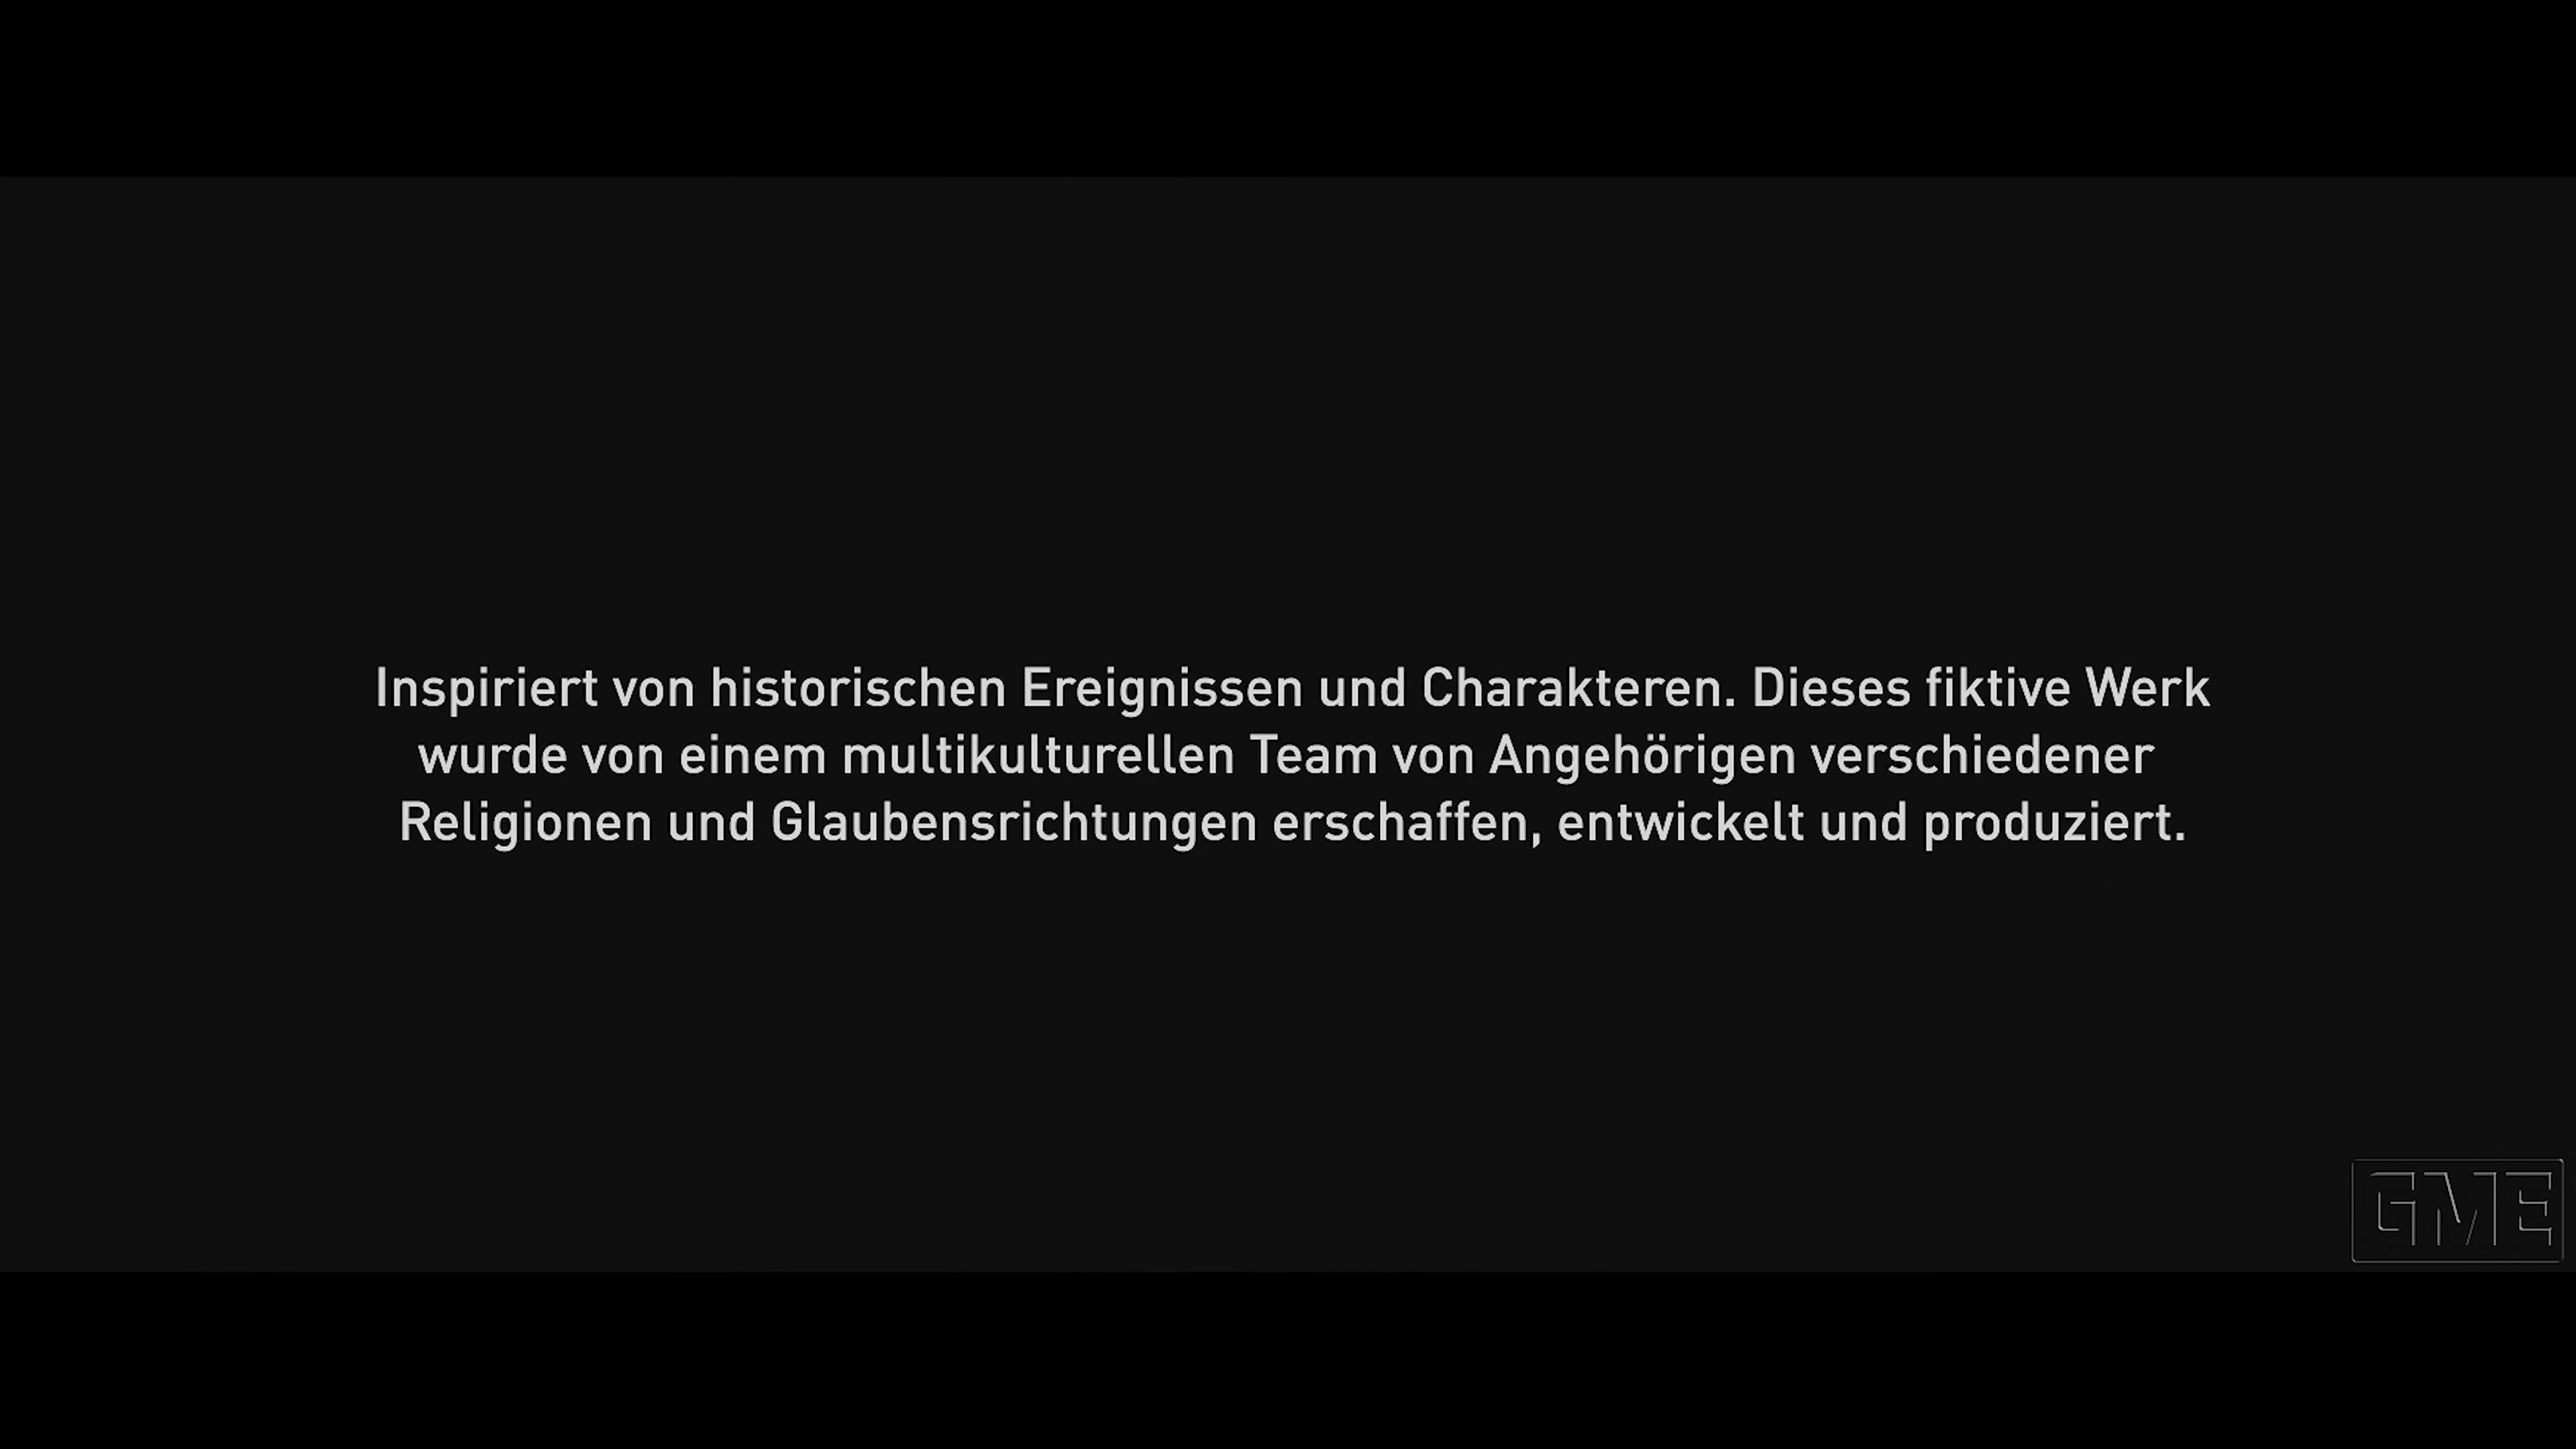 Inspiriert von historischen Ereignissen und Charakteren. Dieses fiktive Werk
wurde von einem multikulturellen Team von Angehörigen verschiedener
Religionen und Glaubensrichtungen erschaffen, entwickelt und produziert.
GME